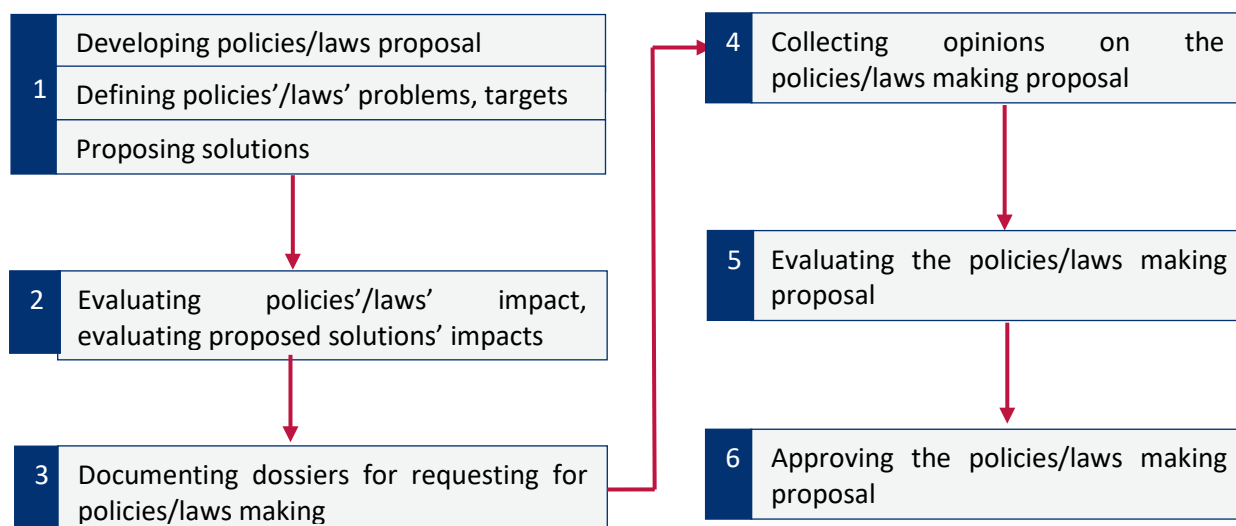 1
Developing policies/laws proposal
Defining policies’/laws’ problems, targets
Proposing solutions
2
Evaluating policies’/laws’ impact,
evaluating proposed solutions’ impacts
3
Documenting dossiers for requesting for
policies/laws making
4
Collecting opinions on the
policies/laws making proposal
5
Evaluating the policies/laws making
proposal
6
Approving the policies/laws making
proposal